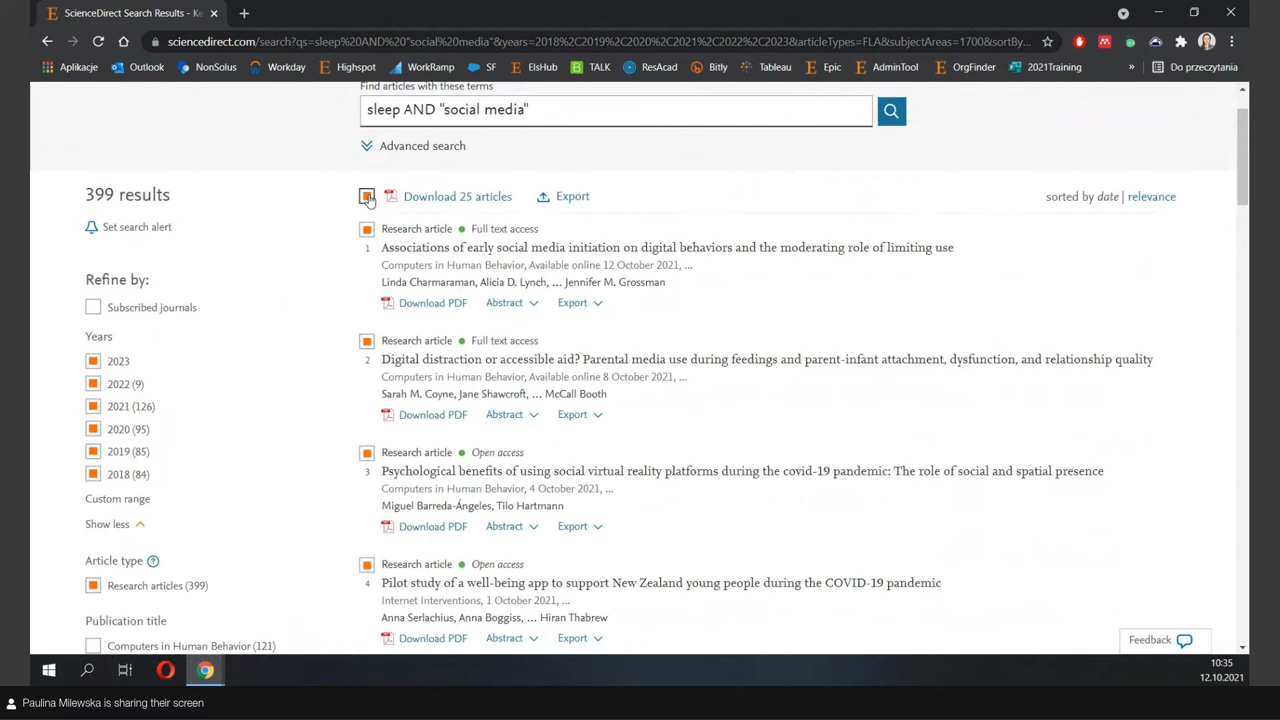 ScienceDirect Search Results - Ke
sciencedirect.com/search?qs=sleep%20AND%20"social%20media"&years=2018%2C2019%2C2020%2C2021%2C2022%2C2023&articleTypes=FLA&subjectAreas=1700&sortBy...
Aplikacje Outlook NonSolus Workday Highspot WorkRamp SF ElsHub TALK ResAcad Bitly Tableau Epic AdminTool OrgFinder 2021Training » Do przeczytania
Find articles with these terms
sleep AND "social media"
Advanced search
399 results
Download 25 articles Export
sorted by date | relevance
Set search alert
Refine by:
Subscribed journals
Years
2023
2022 (9)
2021 (126)
2020 (95)
2019 (85)
2018 (84)
Custom range
Show less
Article type
Research articles (399)
Publication title
Computers in Human Behavior (121)
Research article Full text access
1 Associations of early social media initiation on digital behaviors and the moderating role of limiting use
Computers in Human Behavior, Available online 12 October 2021, ...
Linda Charmaraman, Alicia D. Lynch, ... Jennifer M. Grossman
Download PDF Abstract Export
Research article Full text access
2 Digital distraction or accessible aid? Parental media use during feedings and parent-infant attachment, dysfunction, and relationship quality
Computers in Human Behavior, Available online 8 October 2021, ...
Sarah M. Coyne, Jane Shawcroft, ... McCall Booth
Download PDF Abstract Export
Research article Open access
3 Psychological benefits of using social virtual reality platforms during the covid-19 pandemic: The role of social and spatial presence
Computers in Human Behavior, 4 October 2021, ...
Miguel Barreda-Ángeles, Tilo Hartmann
Download PDF Abstract Export
Research article Open access
4 Pilot study of a well-being app to support New Zealand young people during the COVID-19 pandemic
Internet Interventions, 1 October 2021, ...
Anna Serlachius, Anna Boggiss, ... Hiran Thabrew
Download PDF Abstract Export
Feedback
10:35
12.10.2021
Paulina Milewska is sharing their screen